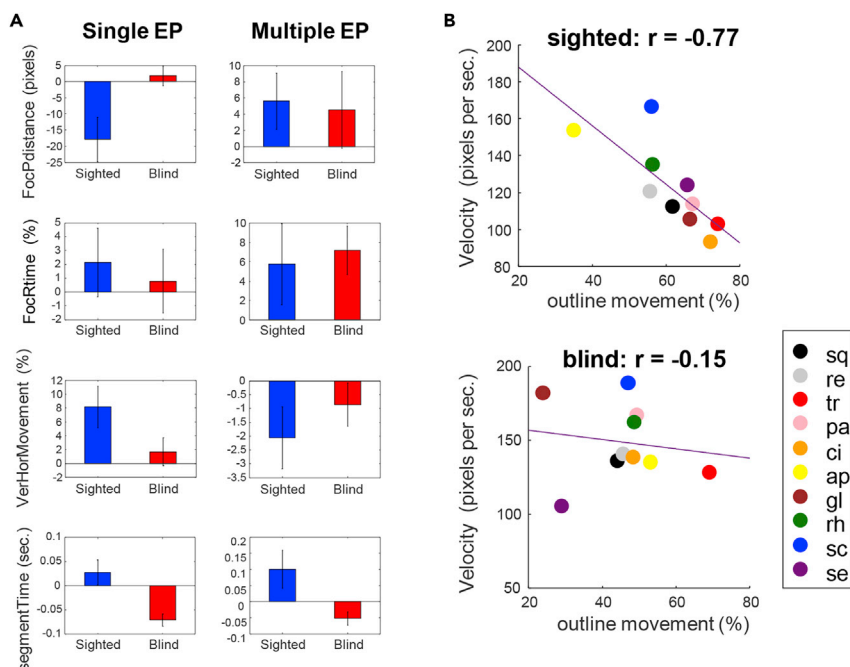 A
Single EP
Multiple EP
FocPdistance (pixels)
5
0
-5
-10
-15
-20
-25
Sighted
Blind
10
8
6
4
2
0
-2
Sighted
Blind
FocRtime (%)
5
4
3
2
1
0
-1
-2
Sighted
Blind
10
8
6
4
2
0
Sighted
Blind
VerHorMovement (%)
12
10
8
6
4
2
0
-2
Sighted
Blind
0
-0.5
-1
-1.5
-2
-2.5
-3
-3.5
Sighted
Blind
segmentTime (sec.)
0.1
0.05
0
-0.05
-0.1
Sighted
Blind
0.2
0.15
0.1
0.05
0
0.05
-0.1
Sighted
Blind
B
sighted: r = -0.77
Velocity (pixels per sec.)
200
180
160
140
120
100
80
20
40
60
80
outline movement (%)
blind: r = -0.15
Velocity (pixels per sec.)
200
150
100
50
20
40
60
80
outline movement (%)
sq
re
tr
pa
ci
ap
gl
rh
sc
se